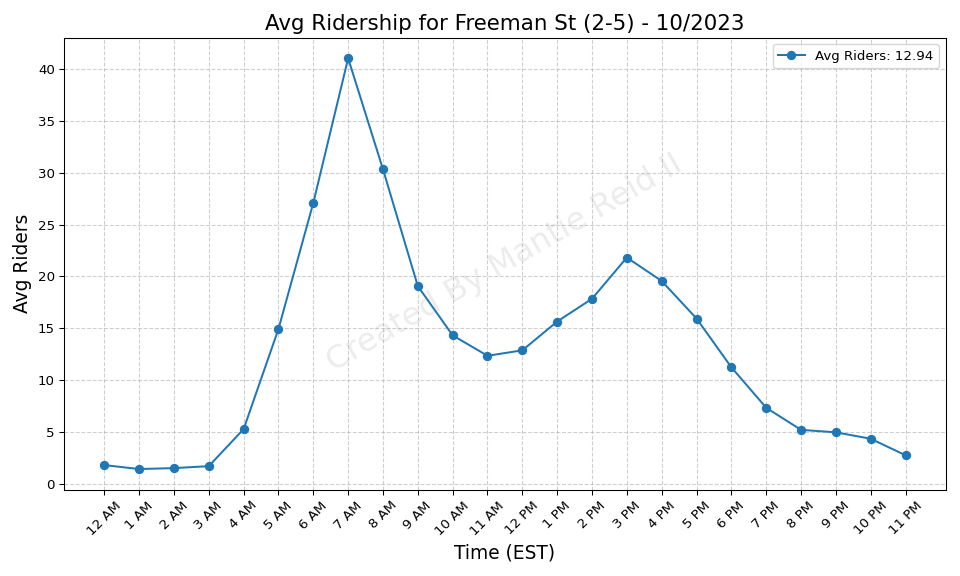 Avg Ridership for Freeman St (2-5) - 10/2023
Avg Riders: 12.94
Avg Riders
40
35
30
25
20
15
10
5
0
Created By Mantle Reid II
12 AM
1 AM
2 AM
3 AM
4 AM
5 AM
6 AM
7 AM
8 AM
9 AM
10 AM
11 AM
12 PM
1 PM
2 PM
3 PM
4 PM
5 PM
6 PM
7 PM
8 PM
9 PM
10 PM
11 PM
Time (EST)